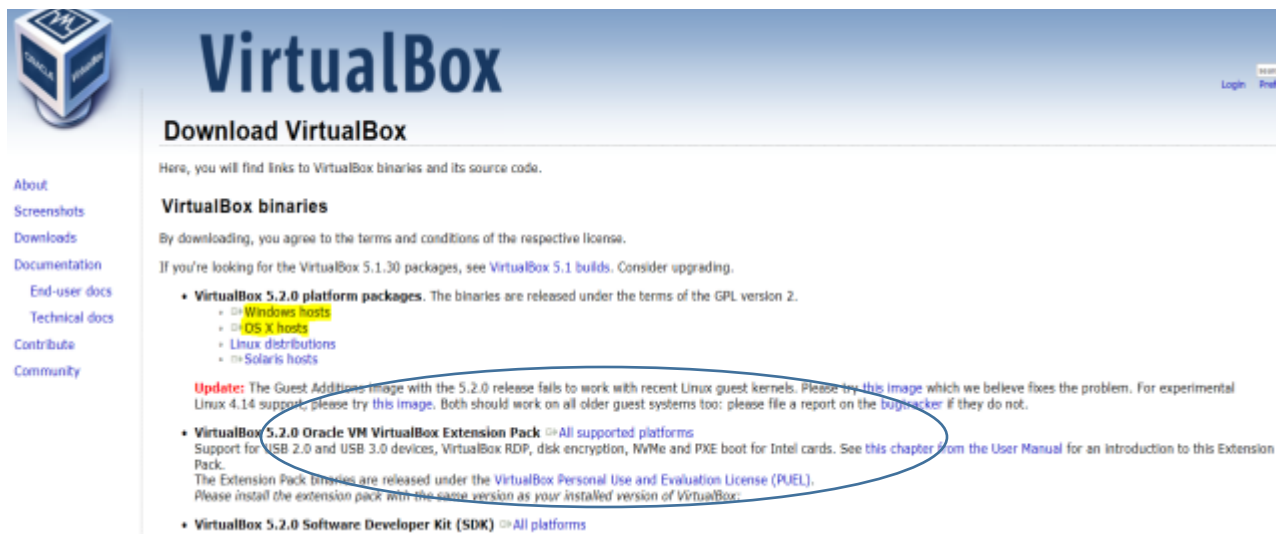 VirtualBox
Login
Download VirtualBox
Here, you will find links to VirtualBox binaries and its source code.
About
Screenshots
Downloads
Documentation
End-user docs
Technical docs
Contribute
Community
VirtualBox binaries
By downloading, you agree to the terms and conditions of the respective license.
If you're looking for the VirtualBox 5.1.30 packages, see VirtualBox 5.1 builds. Consider upgrading.
• VirtualBox 5.2.0 platform packages. The binaries are released under the terms of the GPL version 2.
Windows hosts
OS X hosts
Linux distributions
Solaris hosts
Update: The Guest Additions image with the 5.2.0 release fails to work with recent Linux guest kernels. Please try this image which we believe fixes the problem. For experimental
Linux 4.14 support, please try this image. Both should work on all older guest systems too: please file a report on the bugtracker if they do not.
• VirtualBox 5.2.0 Oracle VM VirtualBox Extension Pack All supported platforms
Support for USB 2.0 and USB 3.0 devices, VirtualBox RDP, disk encryption, NVMe and PXE boot for Intel cards. See this chapter from the User Manual for an introduction to this Extension
Pack.
The Extension Pack binaries are released under the VirtualBox Personal Use and Evaluation License (PUEL).
Please install the extension pack with the same version as your installed version of VirtualBox:
• VirtualBox 5.2.0 Software Developer Kit (SDK) All platforms